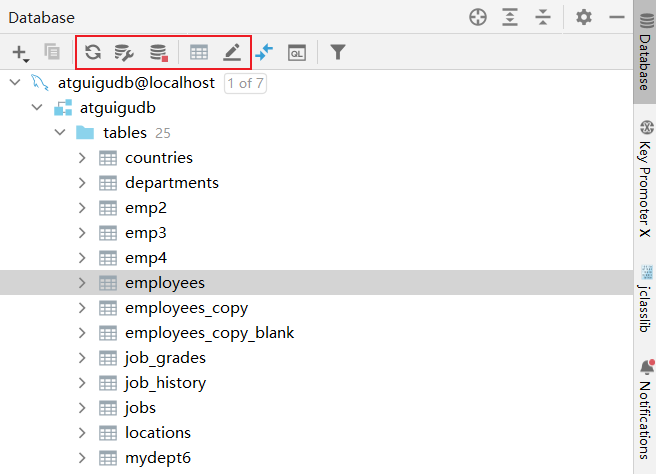 Database
QL
atguigudb@localhost 1 of 7
atguigudb
tables 25
countries
departments
emp2
emp3
emp4
employees
employees_copy
employees_copy_blank
job_grades
job_history
jobs
locations
mydept6
Database
Key Promoter X
jclasslib
Notifications